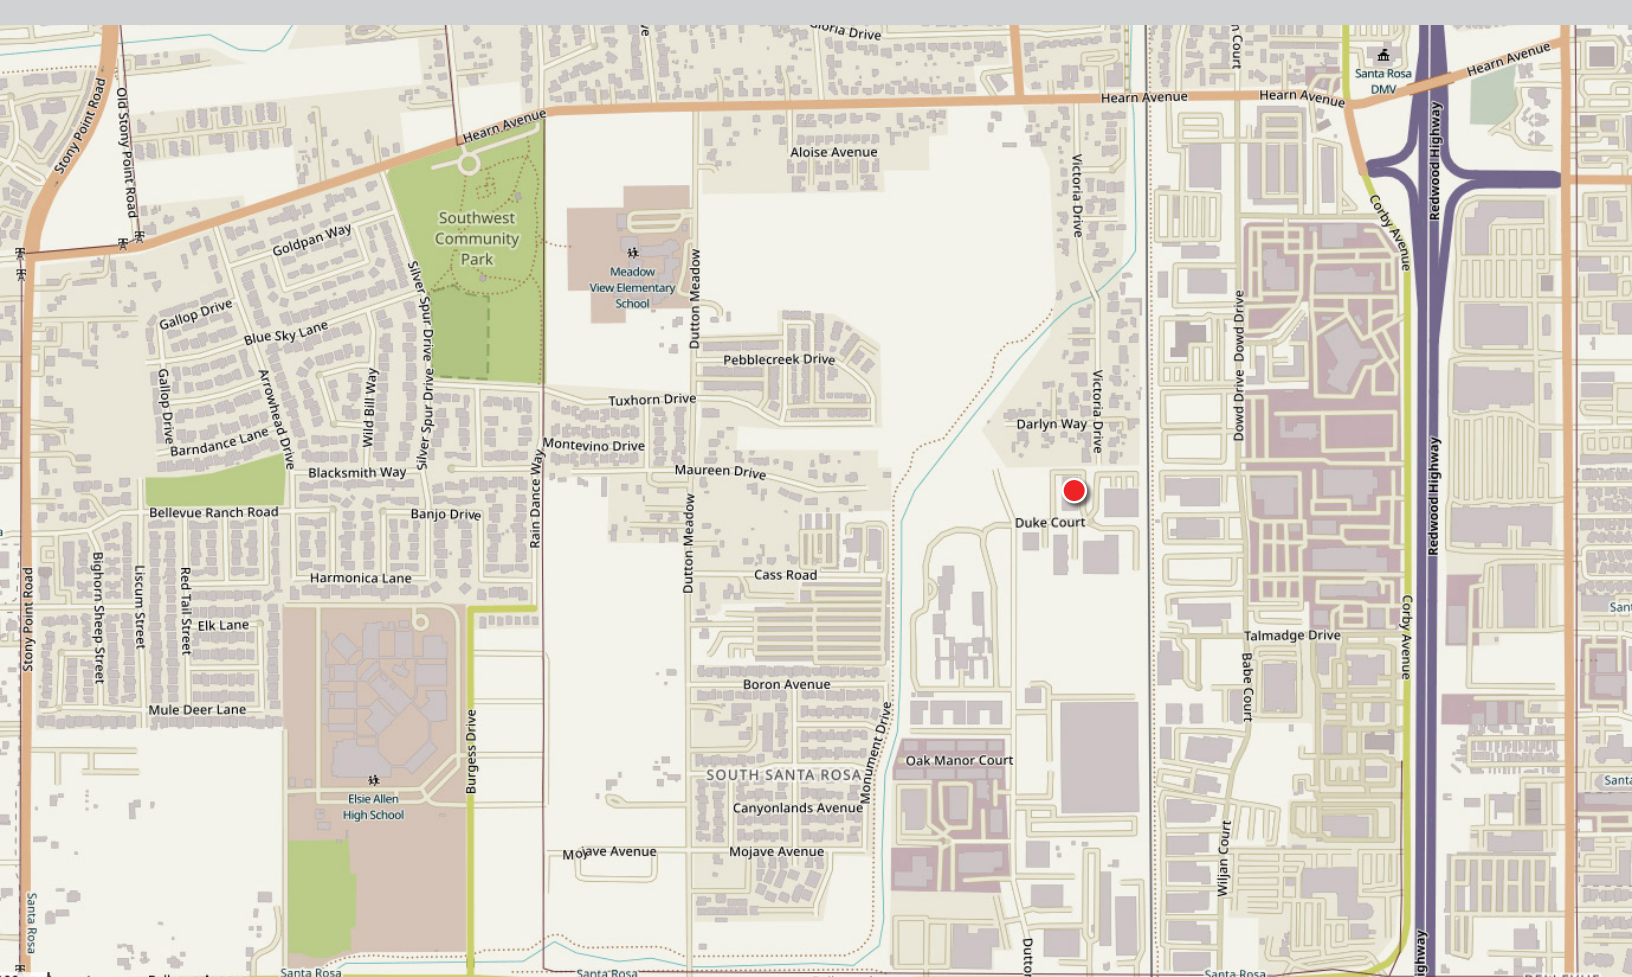 Gloria Drive
Hearn Avenue
Santa Rosa
DMV
Stony Point Road
Old Stony Point Road
Hearn Avenue
Hearn Avenue
Hearn Avenue
Redwood Highway
Aloise Avenue
Victoria Drive
Southwest
Community
Park
Goldpan Way
Corby Avenue
Meadow
View Elementary
School
Dutton Meadow
Silver Spur Drive
Gallop Drive
Blue Sky Lane
Dowd Drive
Pebblecreek Drive
Gallop Drive
Arrowhead Drive
Wild Bill Way
Silver Spur Drive
Tuxhorn Drive
Victoria Drive
Dowd Drive
Darlyn Way
Barndance Lane
Montevino Drive
Blacksmith Way
Maureen Drive
Rain Dance Way
Redwood Highway
Bellevue Ranch Road
Banjo Drive
Dutton Meadow
Duke Court
Harmonica Lane
Cass Road
Stony Point Road
Bighorn Sheep Street
Liscum Street
Red Tail Street
Elk Lane
Corby Avenue
Talmadge Drive
Babe Court
Boron Avenue
Mule Deer Lane
Burgess Drive
Monument Drive
Oak Manor Court
SOUTH SANTA ROSA
Elsie Allen
High School
Canyonlands Avenue
Mojave Avenue
Mojave Avenue
Wiljan Court
Santa Rosa
Santa Rosa
Santa Rosa
Santa Rosa